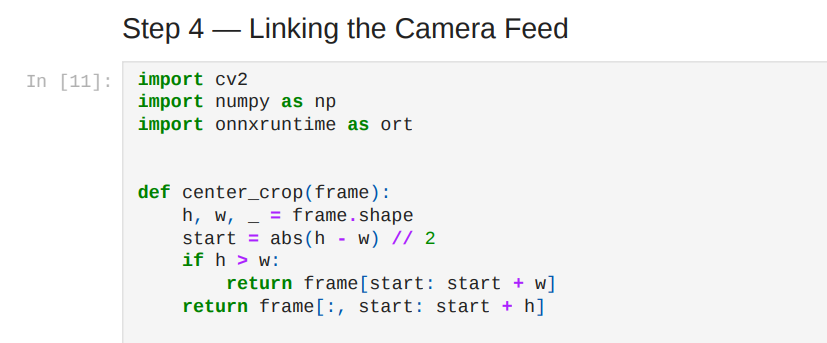 Step 4 — Linking the Camera Feed
In [11]:
import cv2
import numpy as np
import onnxruntime as ort
def center_crop(frame):
    h, w, _ = frame.shape
    start = abs(h - w) // 2
    if h > w:
        return frame[start: start + w]
    return frame[:, start: start + h]